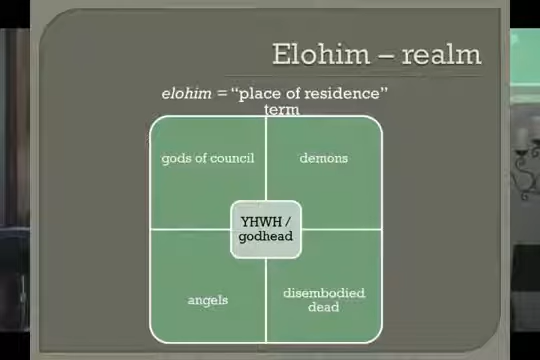 Elohim – realm
elohim = “place of residence”
term
gods of council
demons
YHWH /
godhead
angels
disembodied
dead